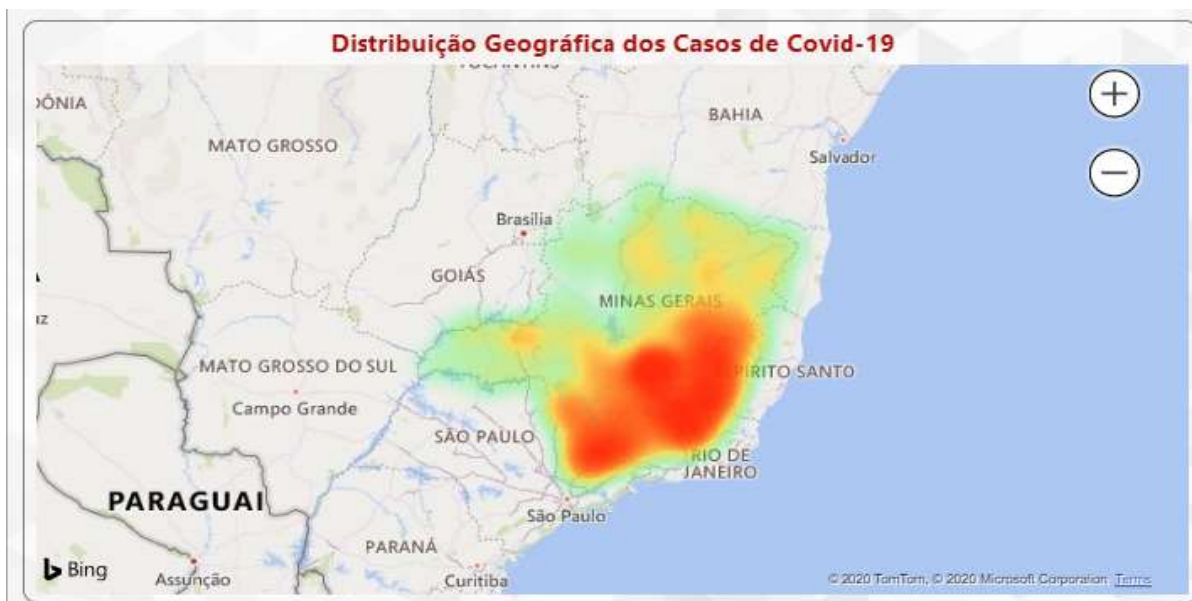 Distribuição Geográfica dos Casos de Covid-19
TOCANTINS
DÔNIA
MATO GROSSO
BAHIA
Salvador
Brasília
GOIÁS
MINAS GERAIS
MATO GROSSO DO SUL
PÍRITO SANTO
Campo Grande
SÃO PAULO
RIO DE
JANEIRO
PARAGUAI
São Paulo
PARANÁ
Bing
Assunção
Curitiba
© 2020 TomTom, © 2020 Microsoft Corporation Terms